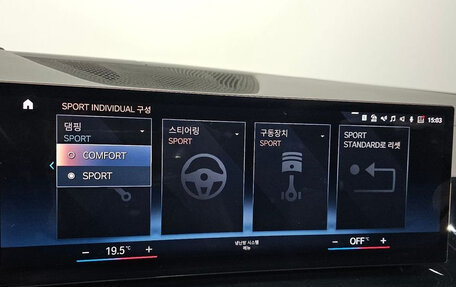 SPORT INDIVIDUAL 구성
15:03
댐핑
SPORT
COMFORT
SPORT
스티어링
SPORT
구동장치
SPORT
SPORT
STANDARD로 리셋
− 19.5°c +
냉난방 시스템
메뉴
− OFF°c +